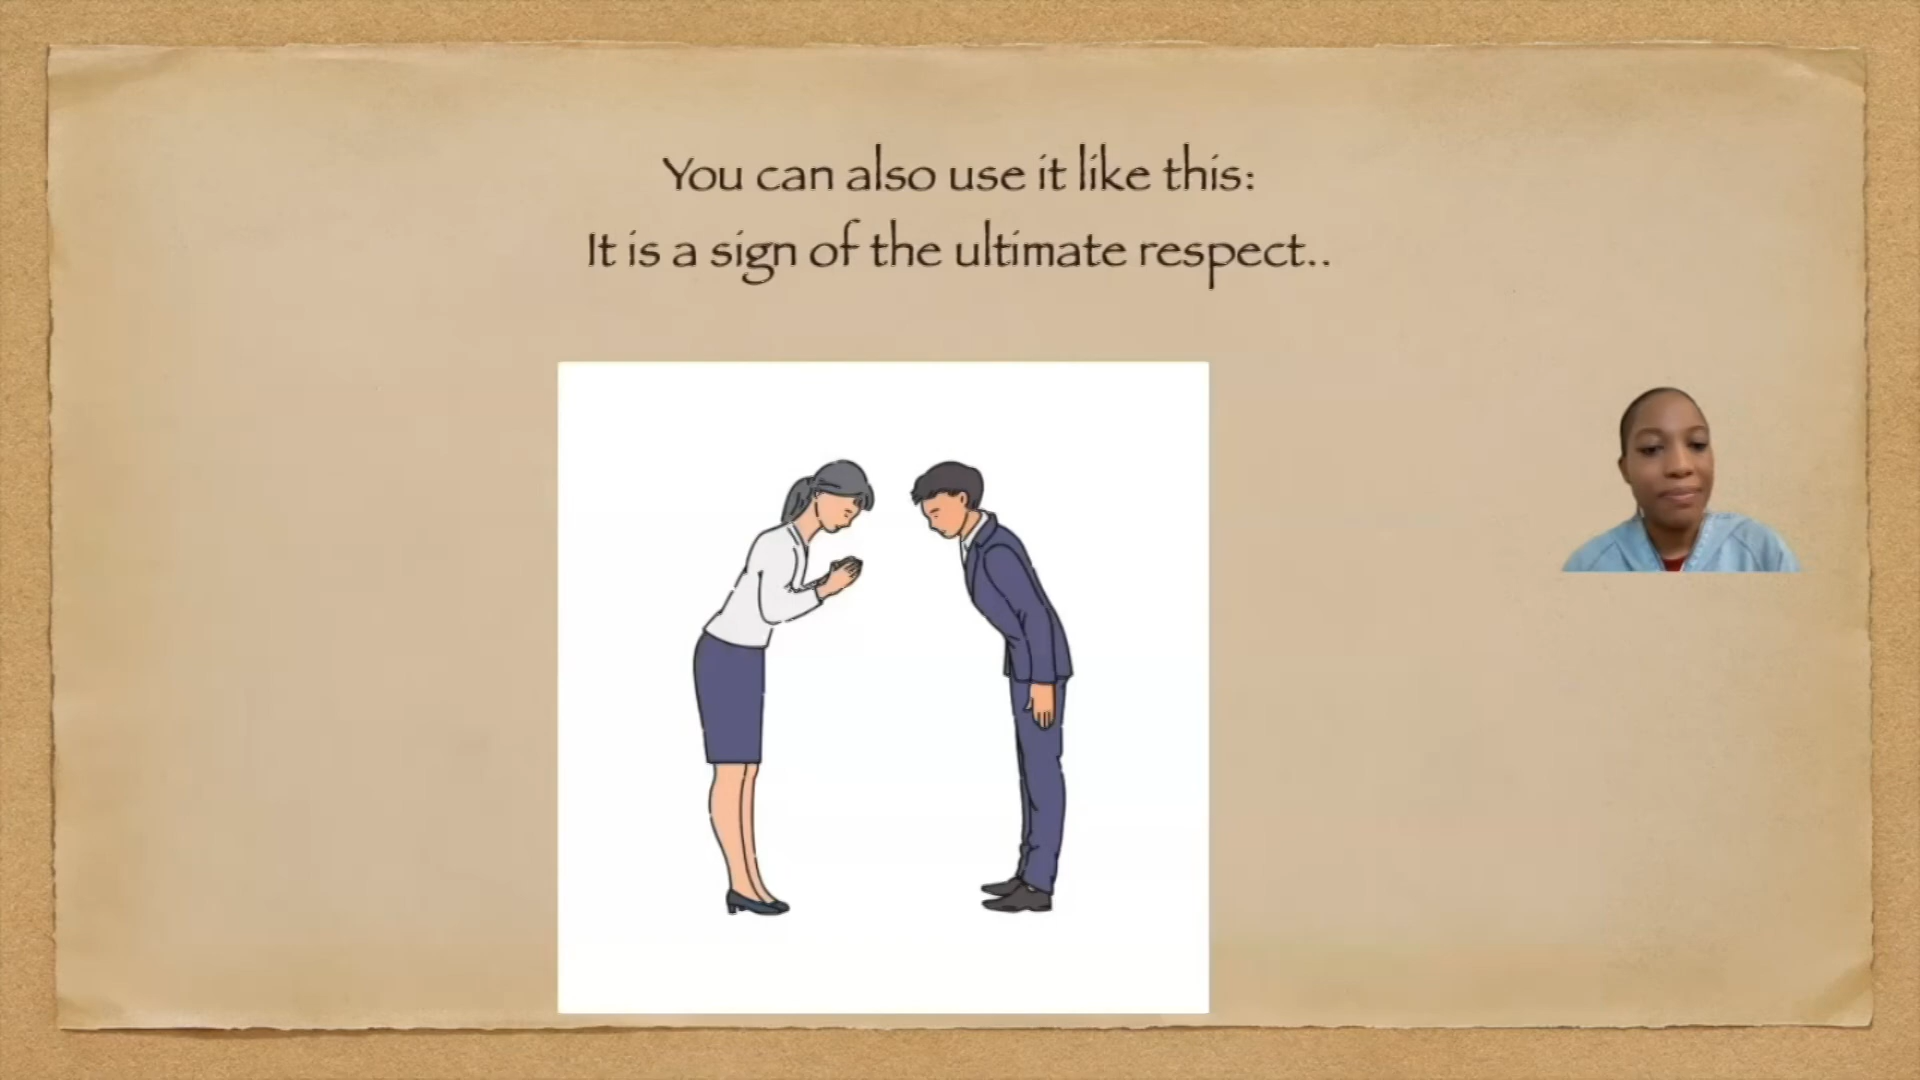 You can also use it like this:
It is a sign of the ultimate respect..